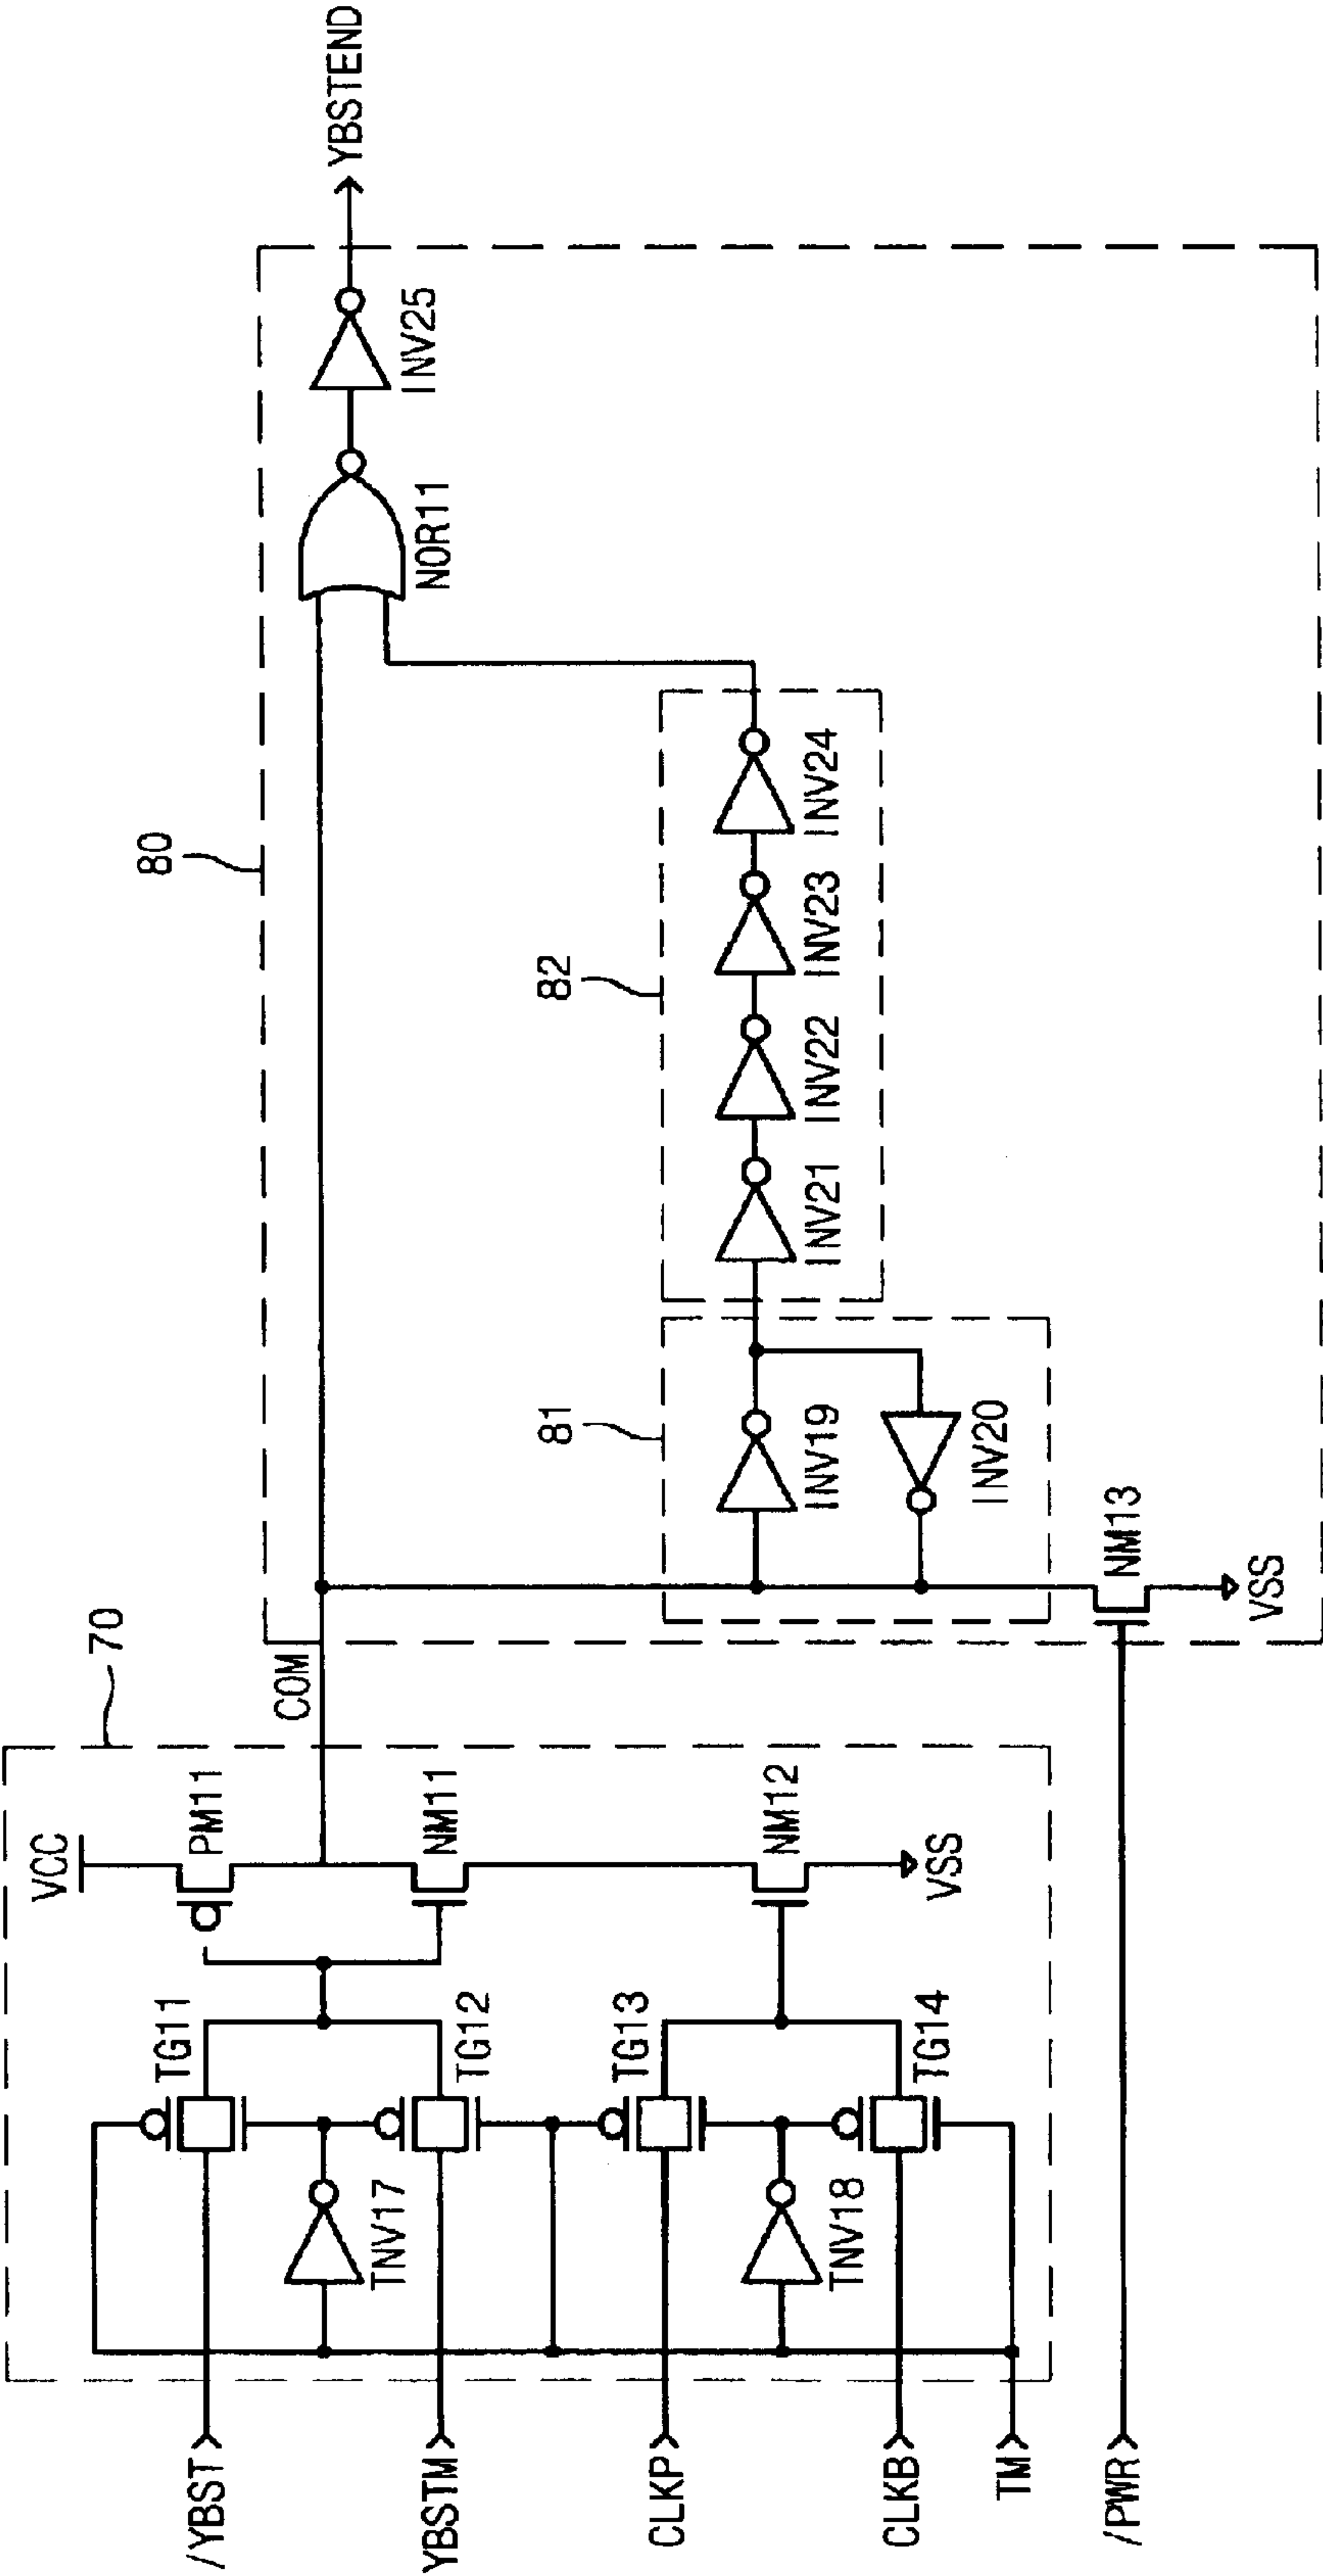 /YBST
YBSTM
CLKP
CLKB
TM
/PWR
70
VCC
PM11
NM11
NM12
VSS
TG11
TG12
TG13
TG14
TNV17
TNV18
COM
80
81
INV19
INV20
NM13
VSS
82
INV21
INV22
INV23
INV24
NOR11
INV25
YBSTEND